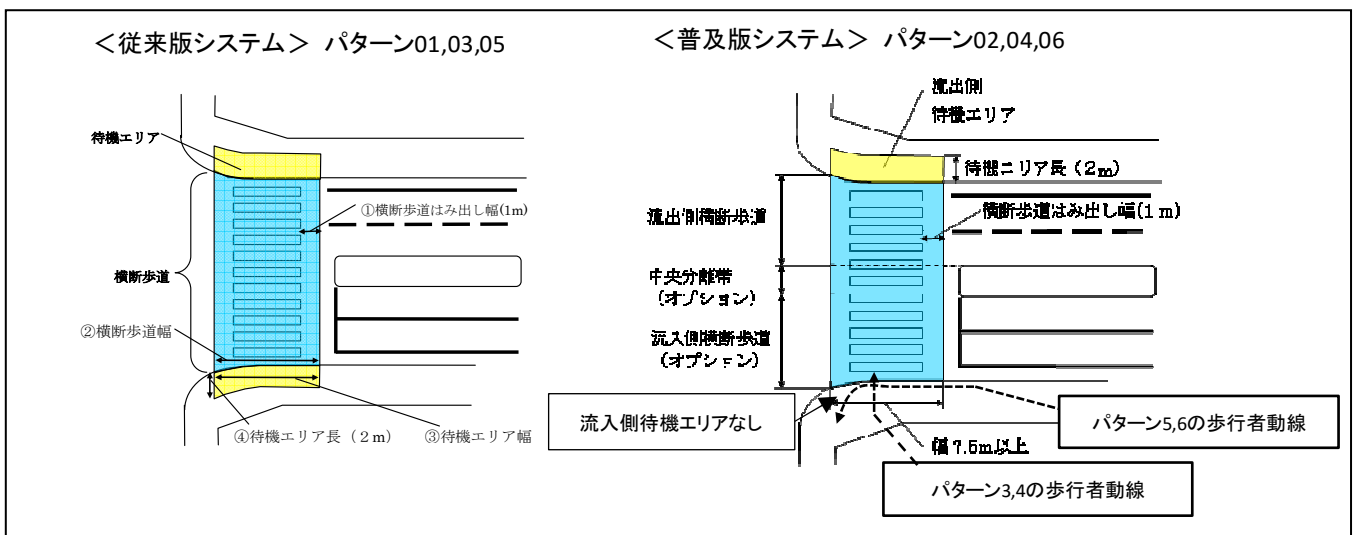 ＜従来版システム＞ パターン01,03,05
待機エリア
①横断歩道はみ出し幅(1m)
横断歩道
②横断歩道幅
④待機エリア長（２m）
③待機エリア幅
＜普及版システム＞ パターン02,04,06
流出側
待機エリア
待機エリア長（２m）
横断歩道はみ出し幅(１m)
流出側横断歩道
中央分離帯
（オプション）
流入側横断歩道
（オプション）
流入側待機エリアなし
幅7.5m以上
パターン5,6の歩行者動線
パターン3,4の歩行者動線